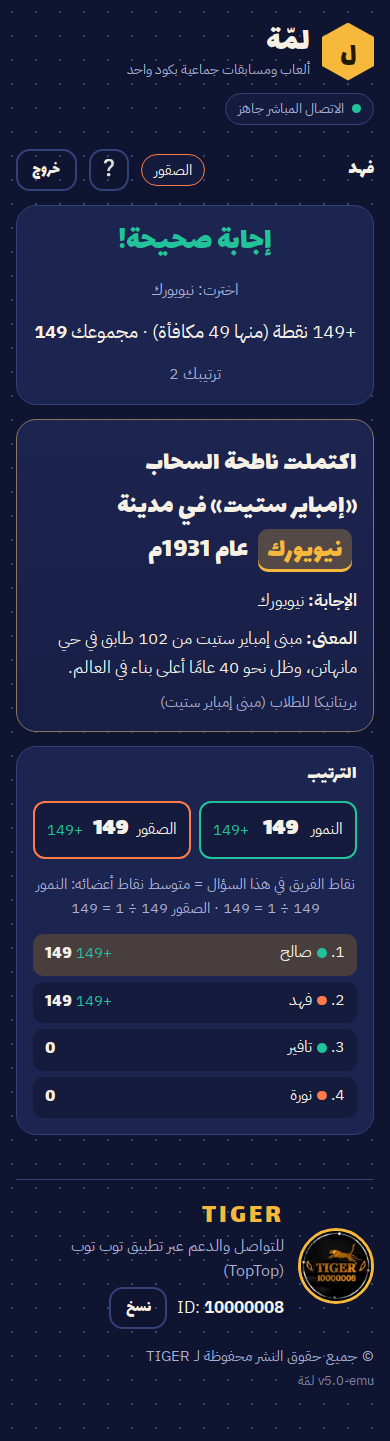 ل
لمّة
ألعاب ومسابقات جماعية بكود واحد
الاتصال المباشر جاهز
فهد
الصقور
?
خروج
إجابة صحيحة!
اخترت: نيويورك
+149 نقطة (منها 49 مكافأة) · مجموعك 149
ترتيبك 2
اكتملت ناطحة السحاب
«إمباير ستيت» في مدينة
نيويورك عام 1931م
الإجابة: نيويورك
المعنى: مبنى إمباير ستيت من 102 طابق في حي
مانهاتن، وظل نحو 40 عامًا أعلى بناء في العالم.
بريتانيكا للطلاب (مبنى إمباير ستيت)
الترتيب
النمور 149 +149
الصقور 149 +149
نقاط الفريق في هذا السؤال = متوسط نقاط أعضائه: النمور
149 ÷ 1 = 149 · الصقور 149 ÷ 1 = 149
1. صالح +149 149
2. فهد +149 149
3. تافير 0
4. نورة 0
TIGER
10000008
TIGER
للتواصل والدعم عبر تطبيق توب توب
(TopTop)
ID: 10000008
نسخ
© جميع حقوق النشر محفوظة لـ TIGER
لمّة v5.0-emu